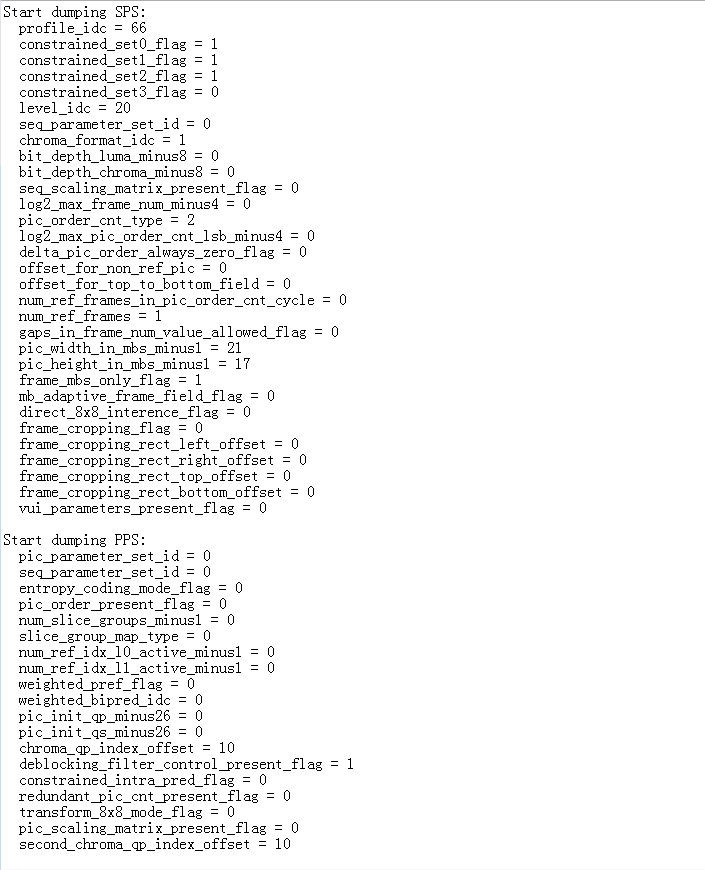 Start dumping SPS:
profile_idc = 66
constrained_set0_flag = 1
constrained_set1_flag = 1
constrained_set2_flag = 1
constrained_set3_flag = 0
level_idc = 20
seq_parameter_set_id = 0
chroma_format_idc = 1
bit_depth_luma_minus8 = 0
bit_depth_chroma_minus8 = 0
seq_scaling_matrix_present_flag = 0
log2_max_frame_num_minus4 = 0
pic_order_cnt_type = 2
log2_max_pic_order_cnt_lsb_minus4 = 0
delta_pic_order_always_zero_flag = 0
offset_for_non_ref_pic = 0
offset_for_top_to_bottom_field = 0
num_ref_frames_in_pic_order_cnt_cycle = 0
num_ref_frames = 1
gaps_in_frame_num_value_allowed_flag = 0
pic_width_in_mbs_minus1 = 21
pic_height_in_mbs_minus1 = 17
frame_mbs_only_flag = 1
mb_adaptive_frame_field_flag = 0
direct_8x8_interence_flag = 0
frame_cropping_flag = 0
frame_cropping_rect_left_offset = 0
frame_cropping_rect_right_offset = 0
frame_cropping_rect_top_offset = 0
frame_cropping_rect_bottom_offset = 0
vui_parameters_present_flag = 0
Start dumping PPS:
pic_parameter_set_id = 0
seq_parameter_set_id = 0
entropy_coding_mode_flag = 0
pic_order_present_flag = 0
num_slice_groups_minus1 = 0
slice_group_map_type = 0
num_ref_idx_l0_active_minus1 = 0
num_ref_idx_l1_active_minus1 = 0
weighted_pref_flag = 0
weighted_bipred_idc = 0
pic_init_qp_minus26 = 0
pic_init_qs_minus26 = 0
chroma_qp_index_offset = 10
deblocking_filter_control_present_flag = 1
constrained_intra_pred_flag = 0
redundant_pic_cnt_present_flag = 0
transform_8x8_mode_flag = 0
pic_scaling_matrix_present_flag = 0
second_chroma_qp_index_offset = 10